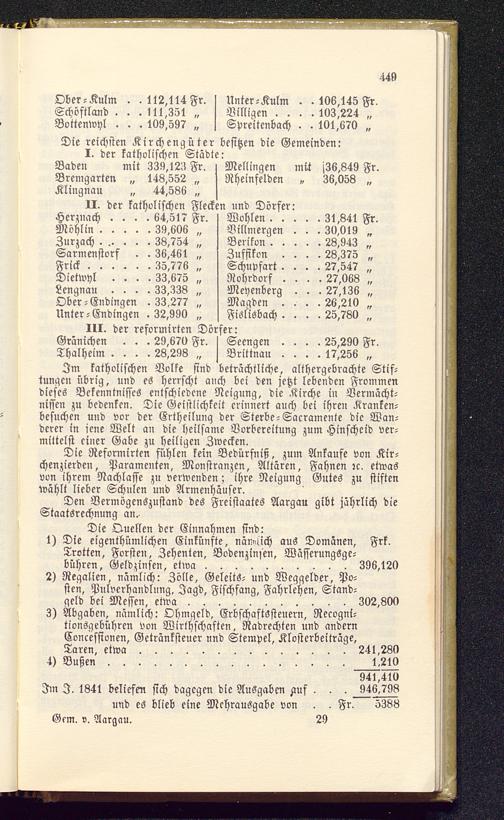 449
Ober-Kulm . . 112,114 Fr. | Unter-Kulm . . 106,145 Fr.
Schöftland . . . 111,351 „ | Villigen . . . . 103,224 „
Bottenwyl . . . 109,597 „ | Spreitenbach . . 101,670 „
Die reichsten Kirchengüter besitzen die Gemeinden:
I. der katholischen Städte:
Baden mit 339,123 Fr. | Mellingen mit 36,849 Fr.
Bremgarten „ 148,552 „ | Rheinfelden „ 36,058 „
Klingnau „ 44,586 „
II. der katholischen Flecken und Dörfer:
Herznach . . . . 64,517 Fr. | Wohlen . . . . . 31,841 Fr.
Möhlin . . . . . 39,606 „ | Villmergen . . . . 30,019 „
Zurzach . . . . . 38,754 „ | Berikon . . . . . 28,943 „
Sarmenstorf . . 36,461 „ | Zuffikon . . . . . 28,375 „
Frick . . . . . . 35,776 „ | Schupfart . . . . 27,547 „
Dietwyl . . . . . 33,675 „ | Rohrdorf . . . . 27,068 „
Lengnau . . . . 33,338 „ | Meyenberg . . . 27,136 „
Ober-Endingen . 33,277 „ | Magden . . . . . 26,210 „
Unter-Endingen . 32,990 „ | Fislisbach . . . . 25,780 „
III. der reformirten Dörfer:
Gränichen . . . 29,670 Fr. | Seengen . . . . . 25,290 Fr.
Thalheim . . . . 28,298 „ | Brittnau . . . . . 17,256 „
Im katholischen Volke sind beträchtliche, althergebrachte Stif-
tungen übrig, und es herrscht auch bei den jetzt lebenden Frommen
dieses Bekenntnisses entschiedene Neigung, die Kirche in Vermächt-
nissen zu bedenken. Die Geistlichkeit erinnert auch bei ihren Kranken-
besuchen und vor der Ertheilung der Sterbe-Sacramente die Wan-
derer in jene Welt an die heilsame Vorbereitung zum Hinscheid ver-
mittelst einer Gabe zu heiligen Zwecken.
Die Reformirten fühlen kein Bedürfniß, zum Ankaufe von Kir-
chenzierden, Paramenten, Monstranzen, Altären, Fahnen ꝛc. etwas
von ihrem Nachlasse zu verwenden; ihre Neigung Gutes zu stiften
wählt lieber Schulen und Armenhäuser.
Den Vermögenszustand des Freistaates Aargau gibt jährlich die
Staatsrechnung an.
Die Quellen der Einnahmen sind:
1) Die eigenthümlichen Einkünfte, nämlich aus Domänen, Frk.
Trotten, Forsten, Zehenten, Bodenzinsen, Wässerungsge-
bühren, Geldzinsen, etwa . . . . . . . . . . 396,120
2) Regalien, nämlich: Zölle, Geleits- und Weggelder, Po-
sten, Pulverhandlung, Jagd, Fischfang, Fahrlehen, Stand-
geld bei Messen, etwa . . . . . . . . . . . 302,800
3) Abgaben, nämlich: Ohmgeld, Erbschaftssteuern, Recogni-
tionsgebühren von Wirthschaften, Radrechten und andern
Concessionen, Getränksteuer und Stempel, Klosterbeiträge,
Taxen, etwa . . . . . . . . . . . . . . 241,280
4) Bußen . . . . . . . . . . . . . . . . 1,210
941,410
Im J. 1841 beliefen sich dagegen die Ausgaben auf . . . 946,798
und es blieb eine Mehrausgabe von . . Fr. 5388
Gem. v. Aargau. 29